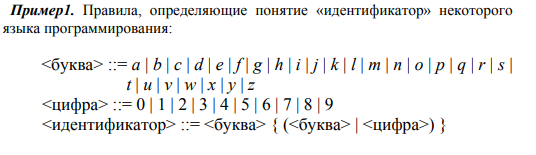 Пример1. Правила, определяющие понятие «идентификатор» некоторого
языка программирования:
<буква> ::= a | b | c | d | e | f | g | h | i | j | k | l | m | n | o | p | q | r | s |
t | u | v | w | x | y | z
<цифра> ::= 0 | 1 | 2 | 3 | 4 | 5 | 6 | 7 | 8 | 9
<идентификатор> ::= <буква> { (<буква> | <цифра>) }